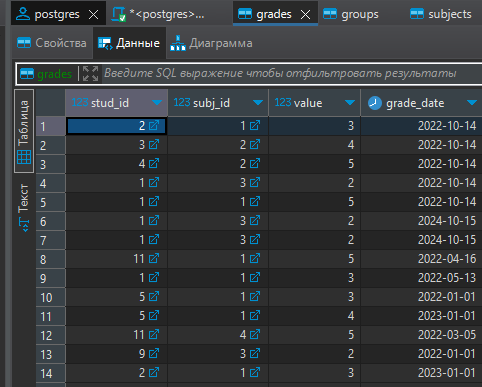 postgres *<postgres>... grades groups subjects
Свойства Данные Диаграмма
grades Введите SQL выражение чтобы отфильтровать результаты
Таблица
Текст
123 stud_id 123 subj_id 123 value grade_date
1 2 1 3 2022-10-14
2 3 2 4 2022-10-14
3 4 2 5 2022-10-14
4 1 3 2 2022-10-14
5 1 1 5 2022-10-14
6 1 3 2 2024-10-15
7 1 3 2 2024-10-15
8 11 1 5 2022-04-16
9 1 1 3 2022-05-13
10 5 1 3 2022-01-01
11 5 1 4 2023-01-01
12 11 4 5 2022-03-05
13 9 3 2 2022-01-01
14 2 1 3 2023-01-01